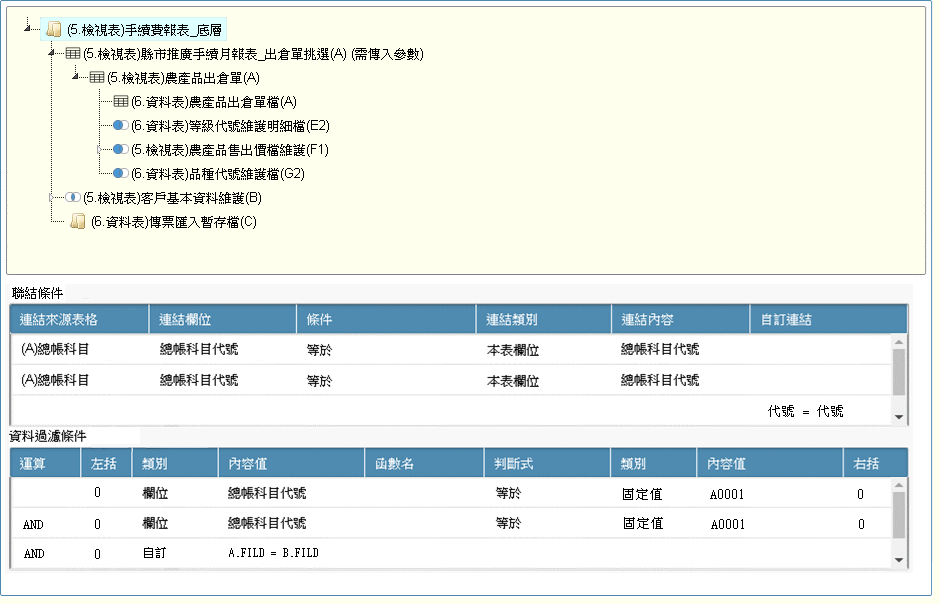 (5.檢視表)手續費報表_底層
(5.檢視表)縣市推廣手續月報表_出倉單挑選(A) (需傳入參數)
(5.檢視表)農產品出倉單(A)
(6.資料表)農產品出倉單檔(A)
(6.資料表)等級代號維護明細檔(E2)
(5.檢視表)農產品售出價檔維護(F1)
(6.資料表)品種代號維護檔(G2)
(5.檢視表)客戶基本資料維護(B)
(6.資料表)傳票匯入暫存檔(C)
聯結條件
連結來源表格 連結欄位 條件 連結類別 連結內容 自訂連結
(A)總帳科目 總帳科目代號 等於 本表欄位 總帳科目代號
(A)總帳科目 總帳科目代號 等於 本表欄位 總帳科目代號
代號 = 代號
資料過濾條件
運算 左括 類別 內容值 函數名 判斷式 類別 內容值 右括
0 欄位 總帳科目代號 等於 固定值 A0001 0
AND 0 欄位 總帳科目代號 等於 固定值 A0001 0
AND 0 自訂 A.FILD = B.FILD